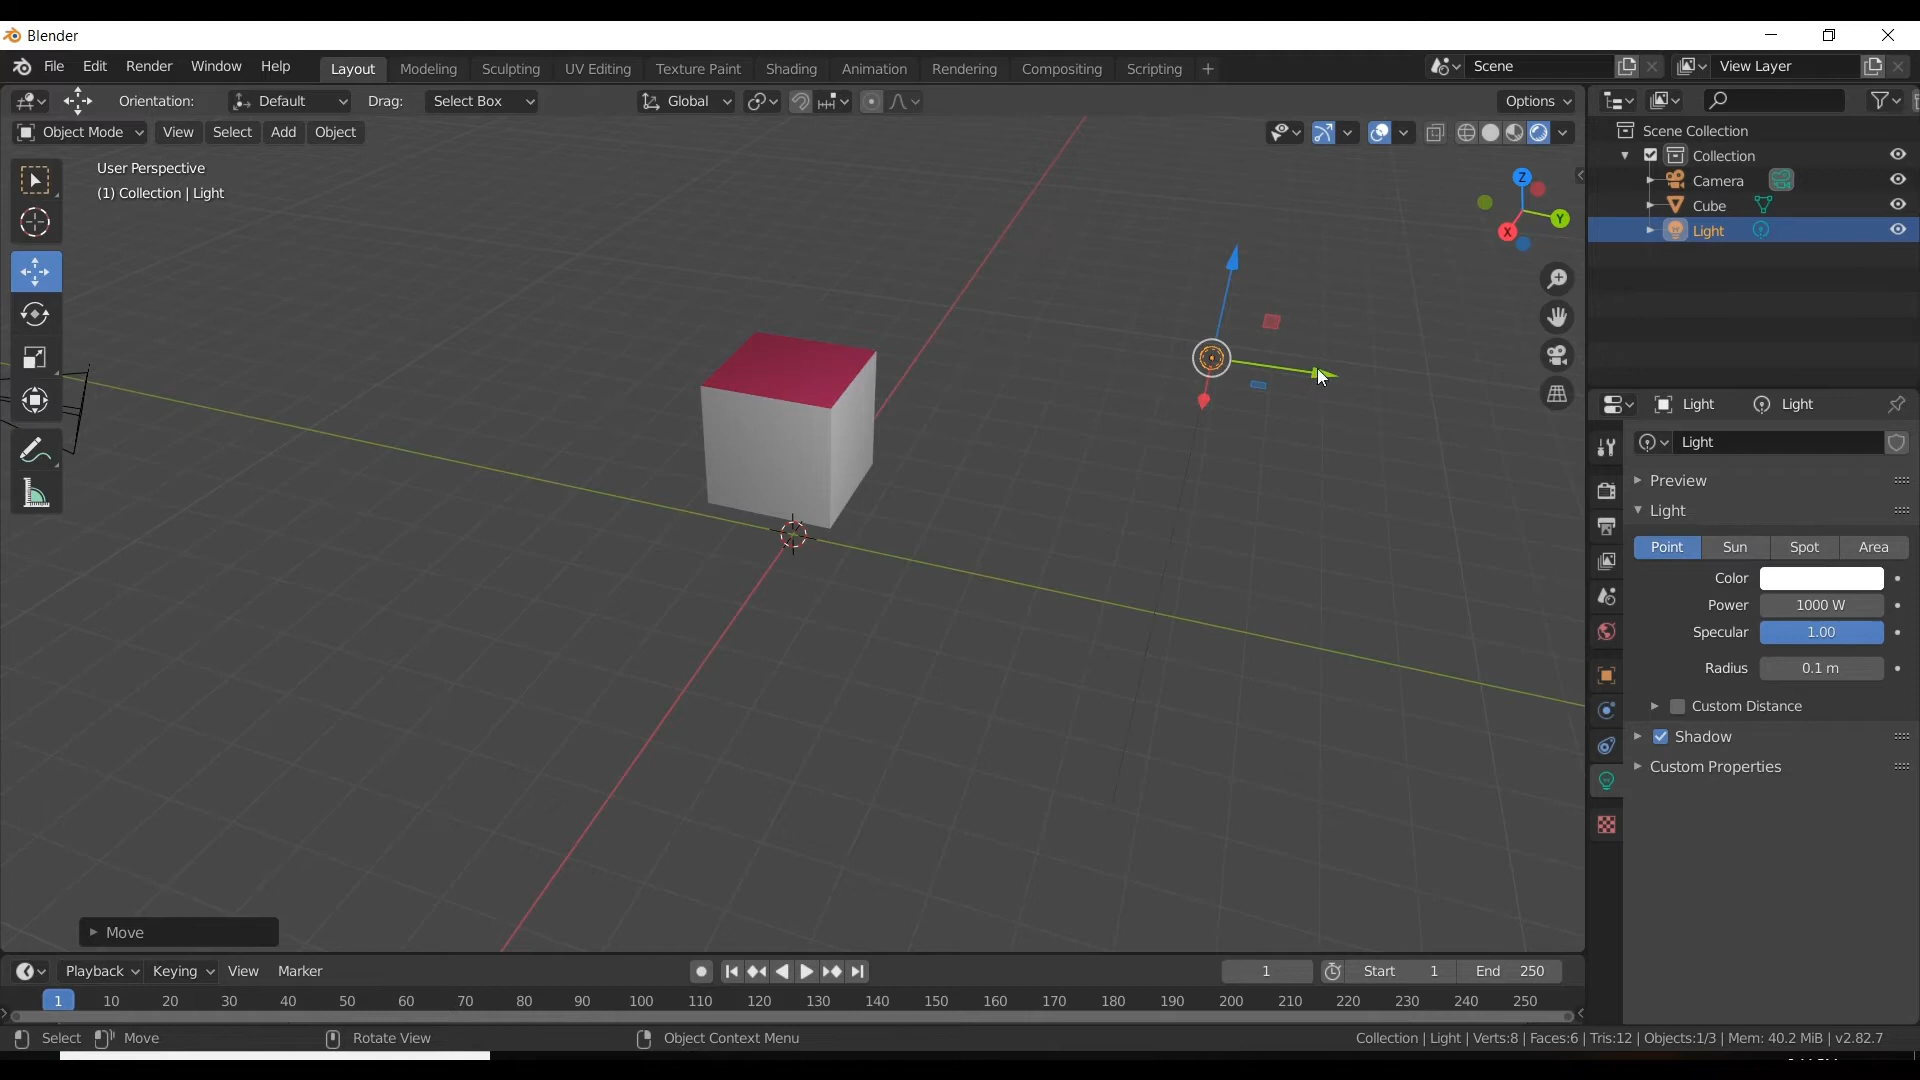 Blender
File Edit Render Window Help Layout Modeling Sculpting UV Editing Texture Paint Shading Animation Rendering Compositing Scripting + Scene View Layer
Orientation: Default Drag: Select Box Global Options
Object Mode View Select Add Object
User Perspective
(1) Collection | Light
Z
Y
X
Scene Collection
Collection
Camera
Cube
Light
Light Light
Light
Preview
Light
Point Sun Spot Area
Color
Power 1000 W
Specular 1.00
Radius 0.1 m
Custom Distance
Shadow
Custom Properties
Move
Playback Keying View Marker 1 Start 1 End 250
1 10 20 30 40 50 60 70 80 90 100 110 120 130 140 150 160 170 180 190 200 210 220 230 240 250
Select Move Rotate View Object Context Menu Collection | Light | Verts:8 | Faces:6 | Tris:12 | Objects:1/3 | Mem: 40.2 MiB | v2.82.7